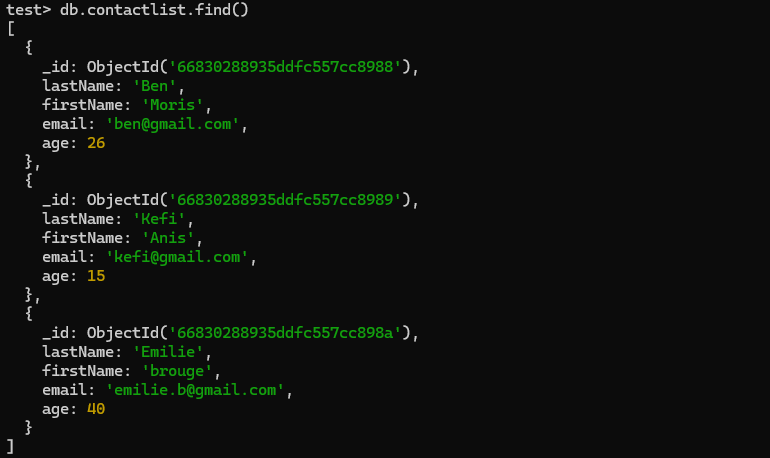 test> db.contactlist.find()
[
  {
    _id: ObjectId('66830288935ddfc557cc8988'),
    lastName: 'Ben',
    firstName: 'Moris',
    email: 'ben@gmail.com',
    age: 26
  },
  {
    _id: ObjectId('66830288935ddfc557cc8989'),
    lastName: 'Kefi',
    firstName: 'Anis',
    email: 'kefi@gmail.com',
    age: 15
  },
  {
    _id: ObjectId('66830288935ddfc557cc898a'),
    lastName: 'Emilie',
    firstName: 'brouge',
    email: 'emilie.b@gmail.com',
    age: 40
  }
]